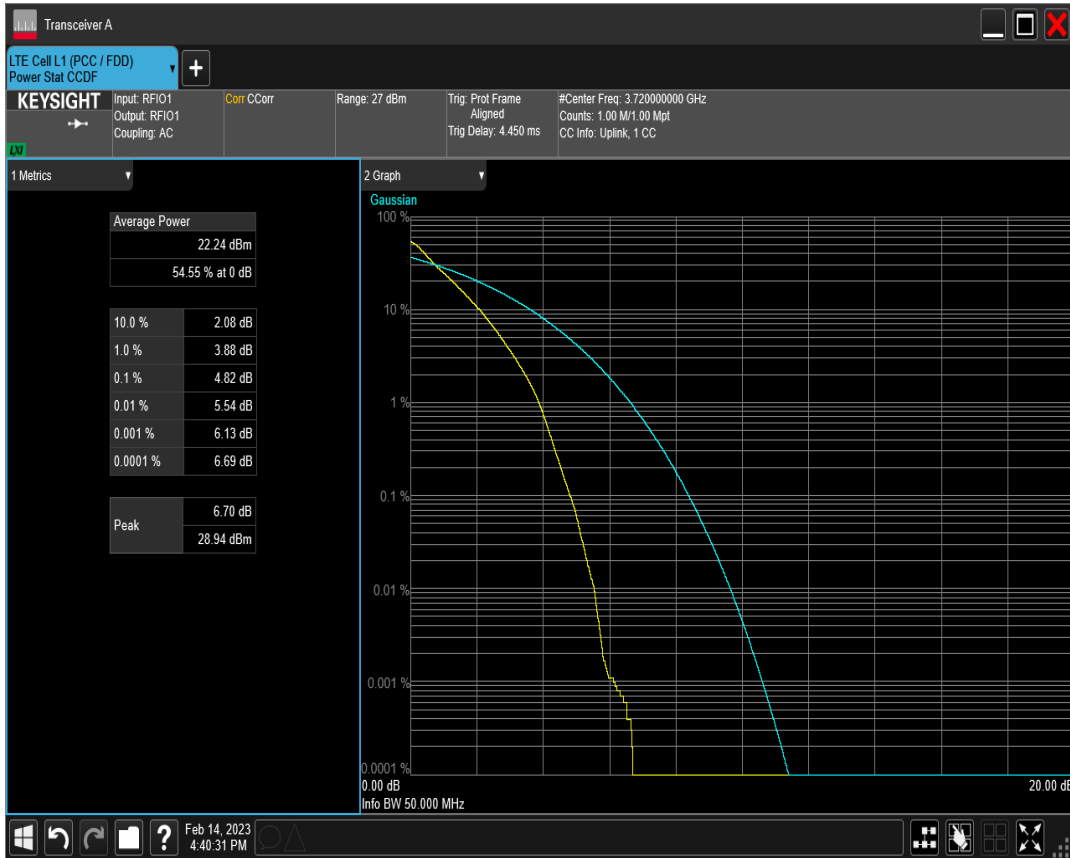 Transceiver A
LTE Cell L1 (PCC / FDD)
Power Stat CCDF
KEYSIGHT
LXI
Input: RFIO1
Output: RFIO1
Coupling: AC
Corr CCorr
Range: 27 dBm
Trig: Prot Frame
Aligned
Trig Delay: 4.450 ms
#Center Freq: 3.720000000 GHz
Counts: 1.00 M/1.00 Mpt
CC Info: Uplink, 1 CC
1 Metrics
Average Power
22.24 dBm
54.55 % at 0 dB
10.0 % 2.08 dB
1.0 % 3.88 dB
0.1 % 4.82 dB
0.01 % 5.54 dB
0.001 % 6.13 dB
0.0001 % 6.69 dB
Peak
6.70 dB
28.94 dBm
2 Graph
Gaussian
100 %
10 %
1 %
0.1 %
0.01 %
0.001 %
0.0001 %
0.00 dB
20.00 dB
Info BW 50.000 MHz
?
Feb 14, 2023
4:40:31 PM